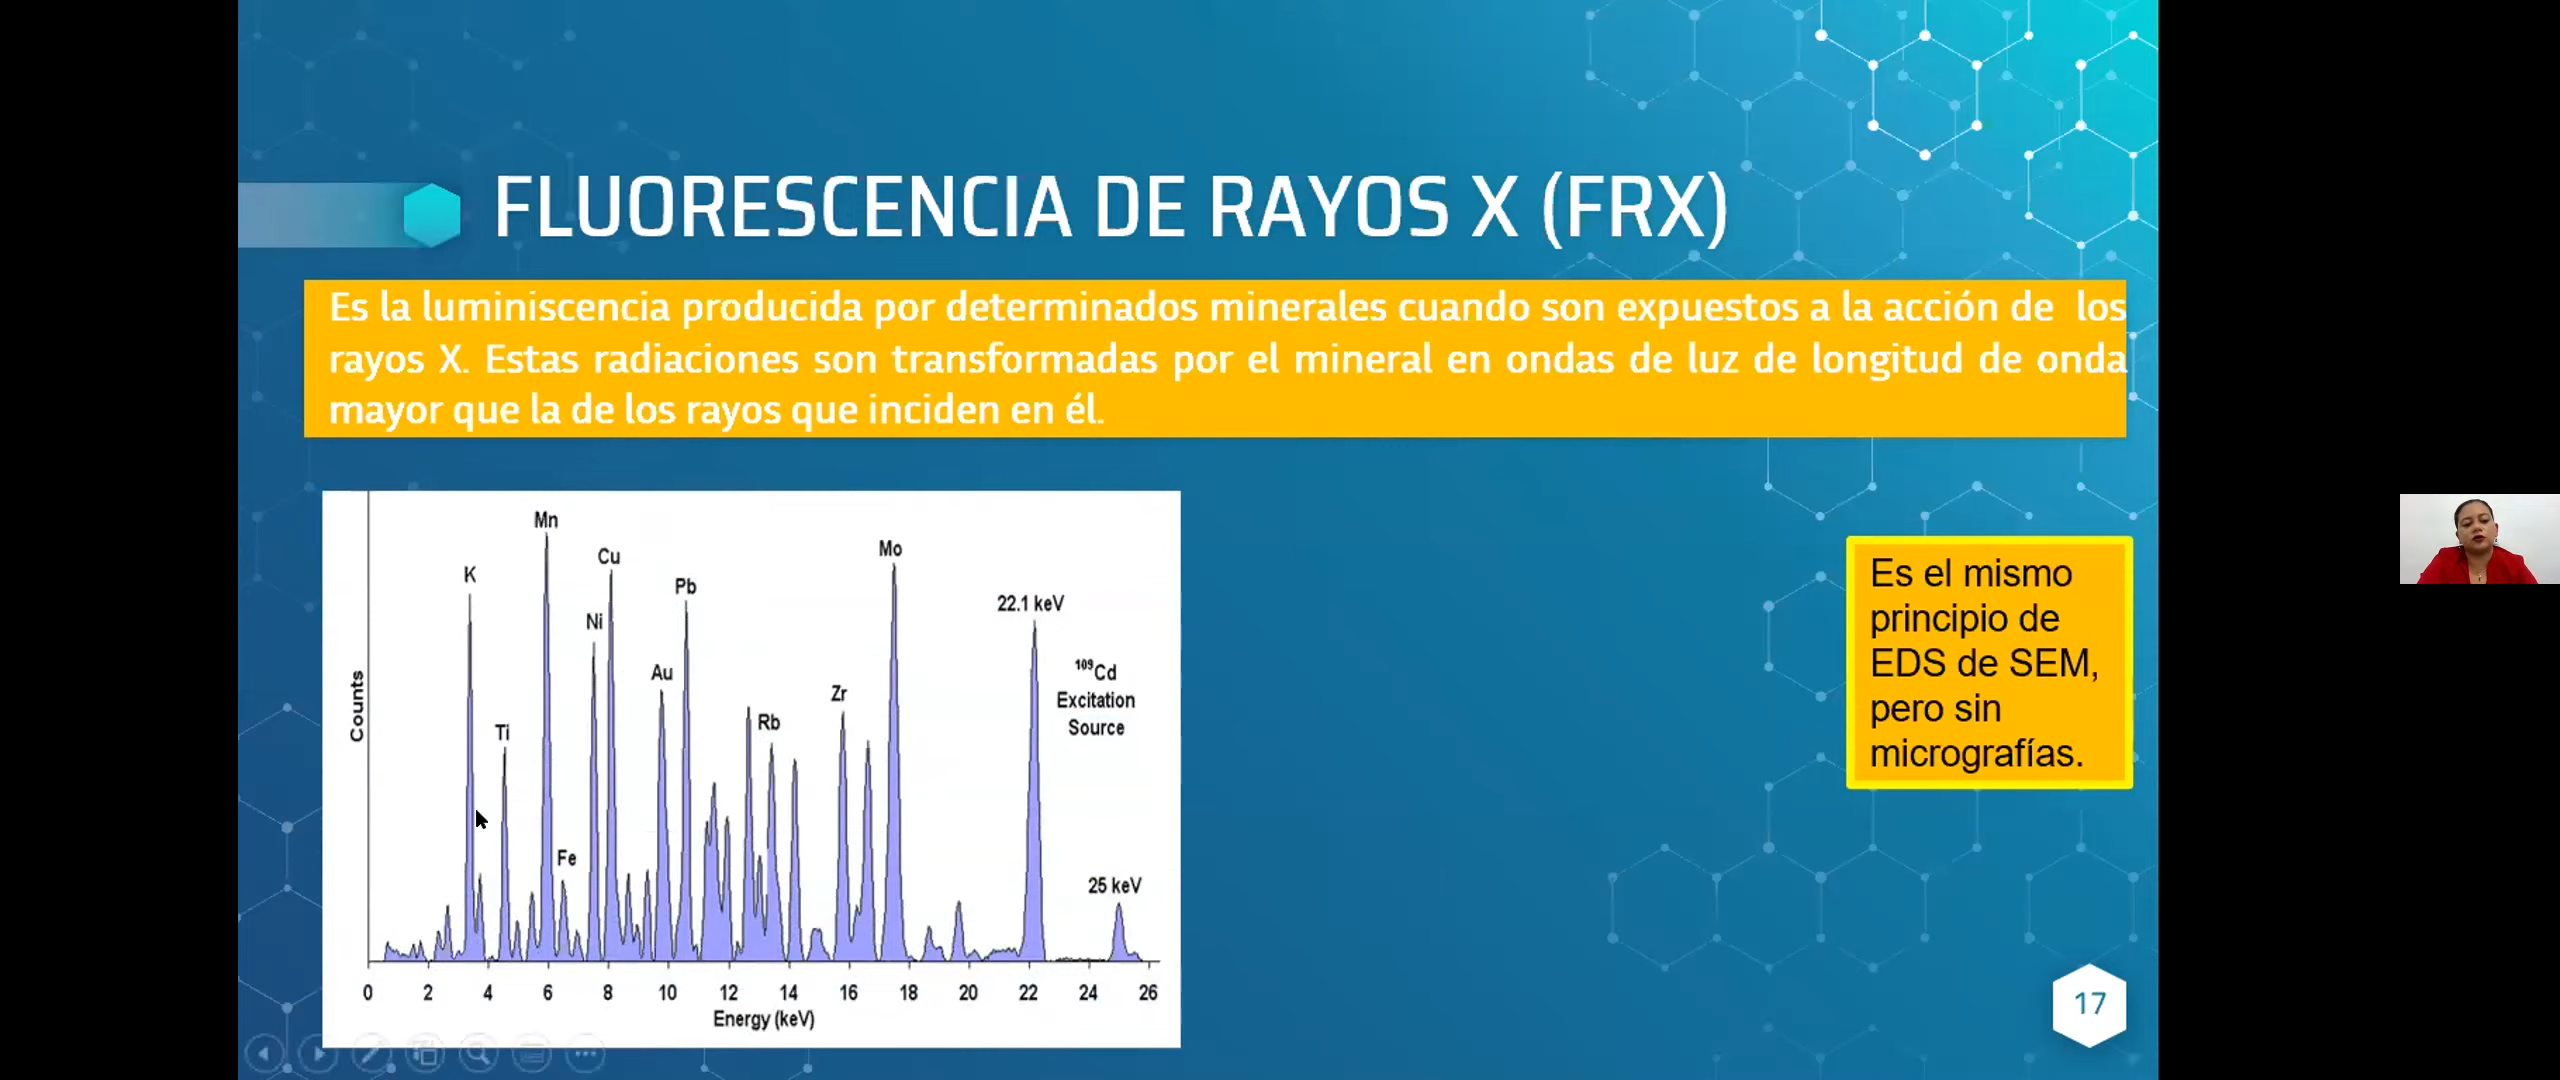 FLUORESCENCIA DE RAYOS X (FRX)
Es la luminiscencia producida por determinados minerales cuando son expuestos a la acción de los
rayos X. Estas radiaciones son transformadas por el mineral en ondas de luz de longitud de onda
mayor que la de los rayos que inciden en él.
Mn
Cu
Mo
K
Pb
22.1 keV
Ni
Au
109Cd
Excitation
Source
Zr
Rb
Ti
Counts
Fe
25 keV
0 2 4 6 8 10 12 14 16 18 20 22 24 26
Energy (keV)
Es el mismo
principio de
EDS de SEM,
pero sin
micrografías.
17